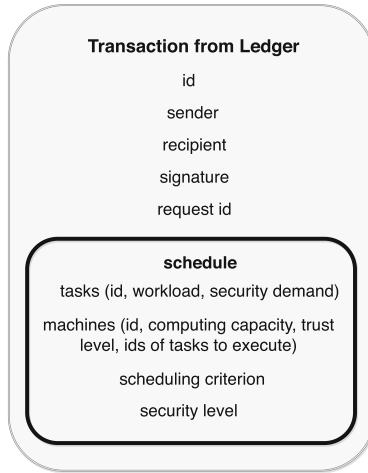 Transaction from Ledger
id
sender
recipient
signature
request id
schedule
tasks (id, workload, security demand)
machines (id, computing capacity, trust
level, ids of tasks to execute)
scheduling criterion
security level